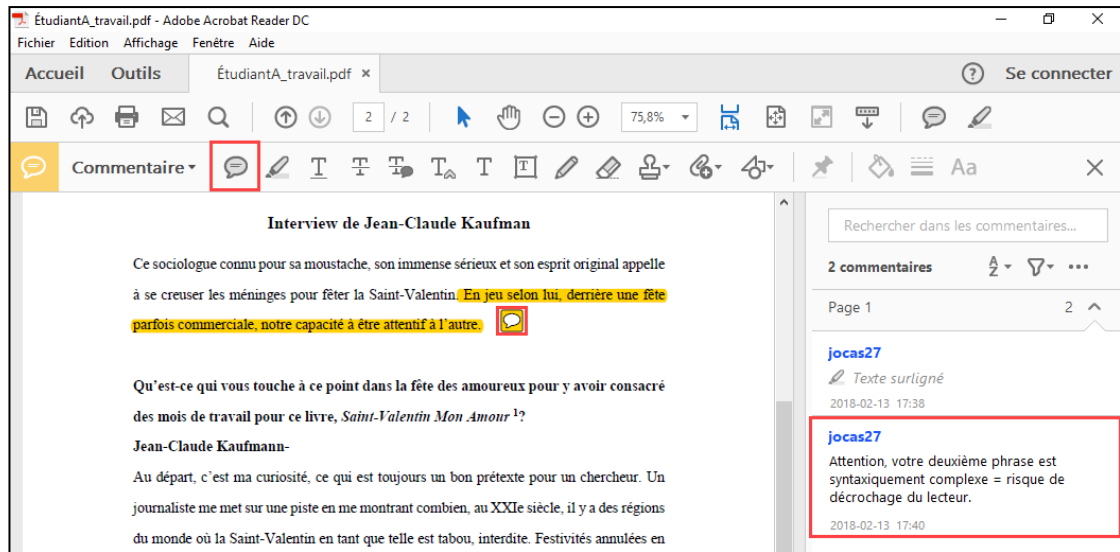 ÉtudiantA_travail.pdf - Adobe Acrobat Reader DC
Fichier Edition Affichage Fenêtre Aide
Accueil Outils ÉtudiantA_travail.pdf × ? Se connecter
2 / 2 75,8%
Commentaire Aa
Interview de Jean-Claude Kaufman
Ce sociologue connu pour sa moustache, son immense sérieux et son esprit original appelle
à se creuser les méninges pour fêter la Saint-Valentin. En jeu selon lui, derrière une fête
parfois commerciale, notre capacité à être attentif à l’autre.
Qu’est-ce qui vous touche à ce point dans la fête des amoureux pour y avoir consacré
des mois de travail pour ce livre, Saint-Valentin Mon Amour ¹?
Jean-Claude Kaufmann-
Au départ, c’est ma curiosité, ce qui est toujours un bon prétexte pour un chercheur. Un
journaliste me met sur une piste en me montrant combien, au XXIe siècle, il y a des régions
du monde où la Saint-Valentin en tant que telle est tabou, interdite. Festivités annulées en
Rechercher dans les commentaires...
2 commentaires
Page 1 2
jocas27
Texte surligné
2018-02-13 17:38
jocas27
Attention, votre deuxième phrase est
syntaxiquement complexe = risque de
décrochage du lecteur.
2018-02-13 17:40